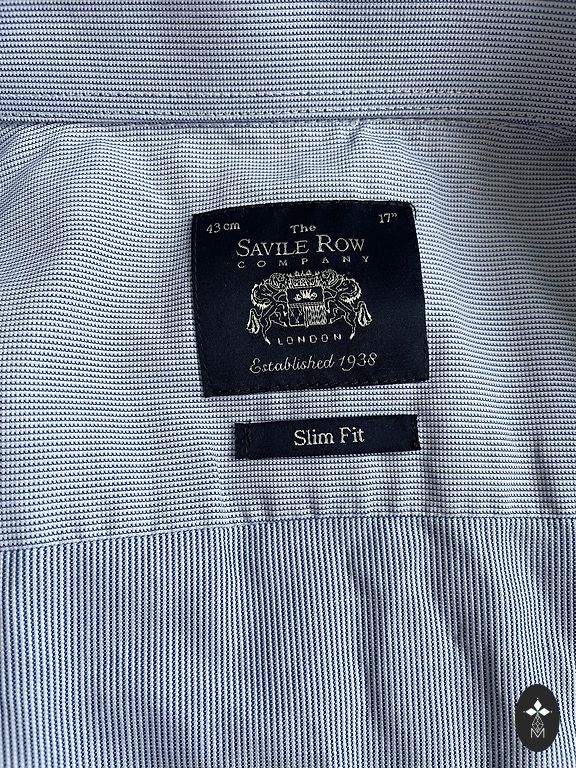 43 cm
17”
The
SAVILE ROW
COMPANY
LONDON
Established 1938
Slim Fit
M